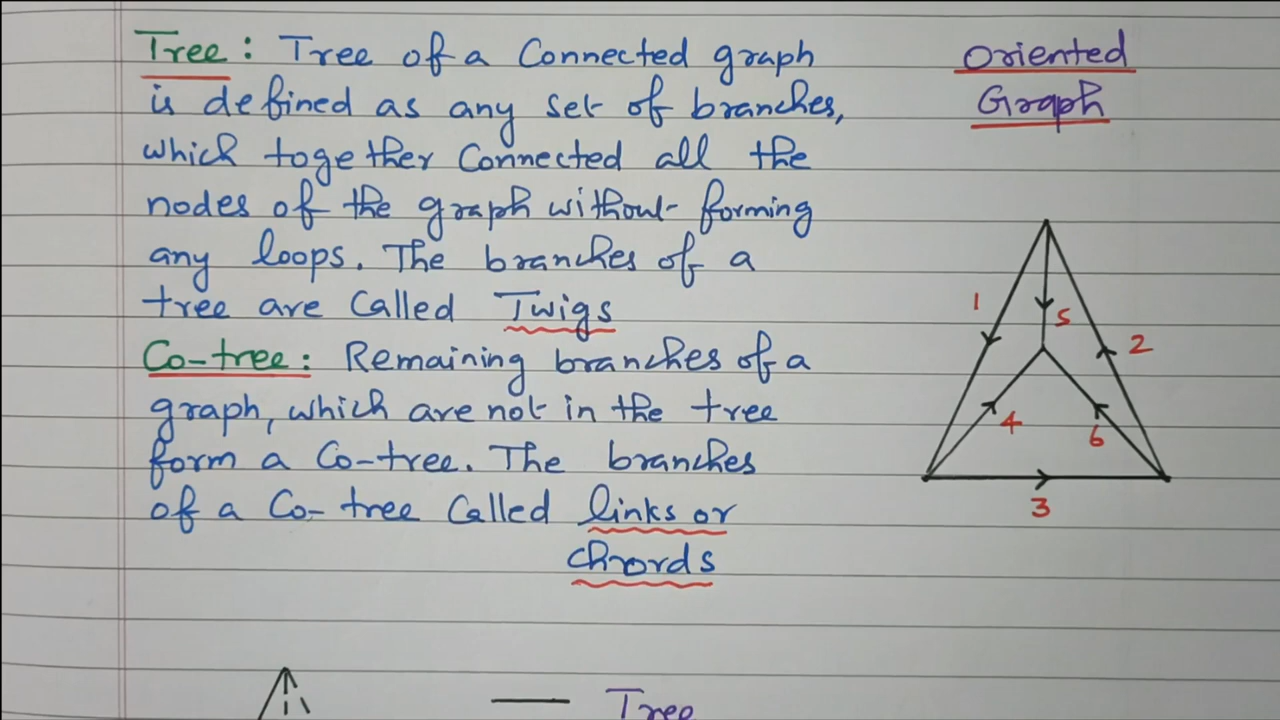 Tree: Tree of a Connected graph
is defined as any set of branches,
which together Connected all the
nodes of the graph without forming
any loops. The branches of a
tree are Called Twigs
Co-tree: Remaining branches of a
graph, which are not in the tree
form a Co-tree. The branches
of a Co-tree Called links or
Chords
Oriented
Graph
1
5
2
4
6
3
Tree